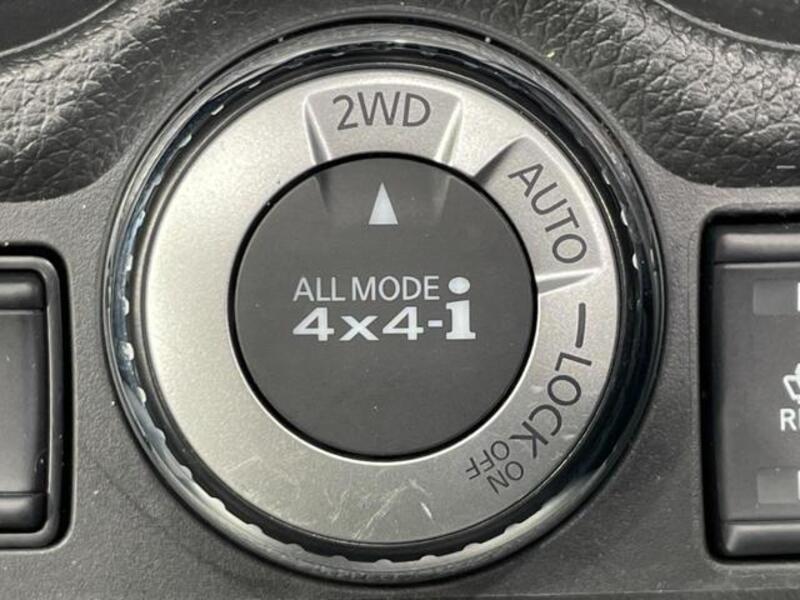 2WD
AUTO
LOCK
ON
OFF
ALL MODE
4x4-i